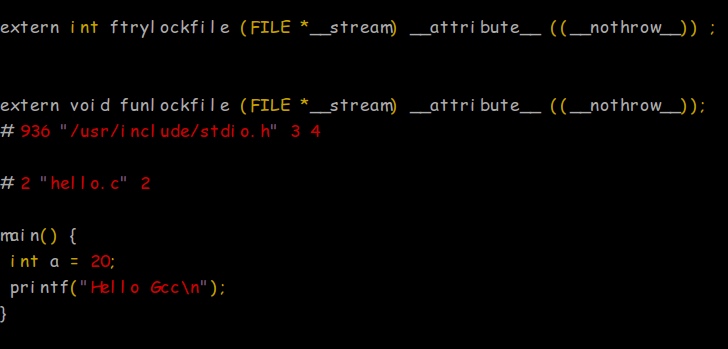 extern int ftrylockfile (FILE *__stream) __attribute__ ((__nothrow__)) ;
extern void funlockfile (FILE *__stream) __attribute__ ((__nothrow__));
# 936 "/usr/include/stdio.h" 3 4
# 2 "hello.c" 2
main() {
int a = 20;
printf("Hello Gcc\n");
}